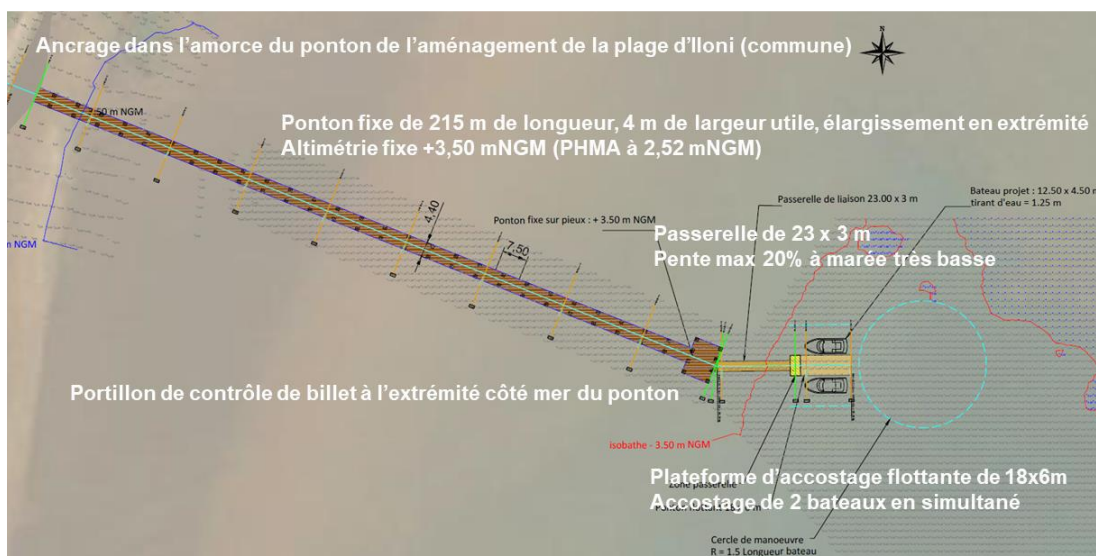 Ancrage dans l'amorce du ponton de l'aménagement de la plage d'Iloni (commune)
N
.50 m NGM
Ponton fixe de 215 m de longueur, 4 m de largeur utile, élargissement en extrémité
Altimétrie fixe +3,50 mNGM (PHMA à 2,52 mNGM)
Bateau projet : 12.50 x 4.50 m
tirant d'eau = 1.25 m
Passerelle de liaison 23.00 x 3 m
Ponton fixe sur pieux : + 3.50 m NGM
4.40
7.50
m NGM
Passerelle de 23 x 3 m
Pente max 20% à marée très basse
Portillon de contrôle de billet à l'extrémité côté mer du ponton
isobathe - 3.50 m NGM
Plateforme d'accostage flottante de 18x6m
Zone passerelle
Accostage de 2 bateaux en simultané
Cercle de manoeuvre
R = 1.5 Longueur bateau